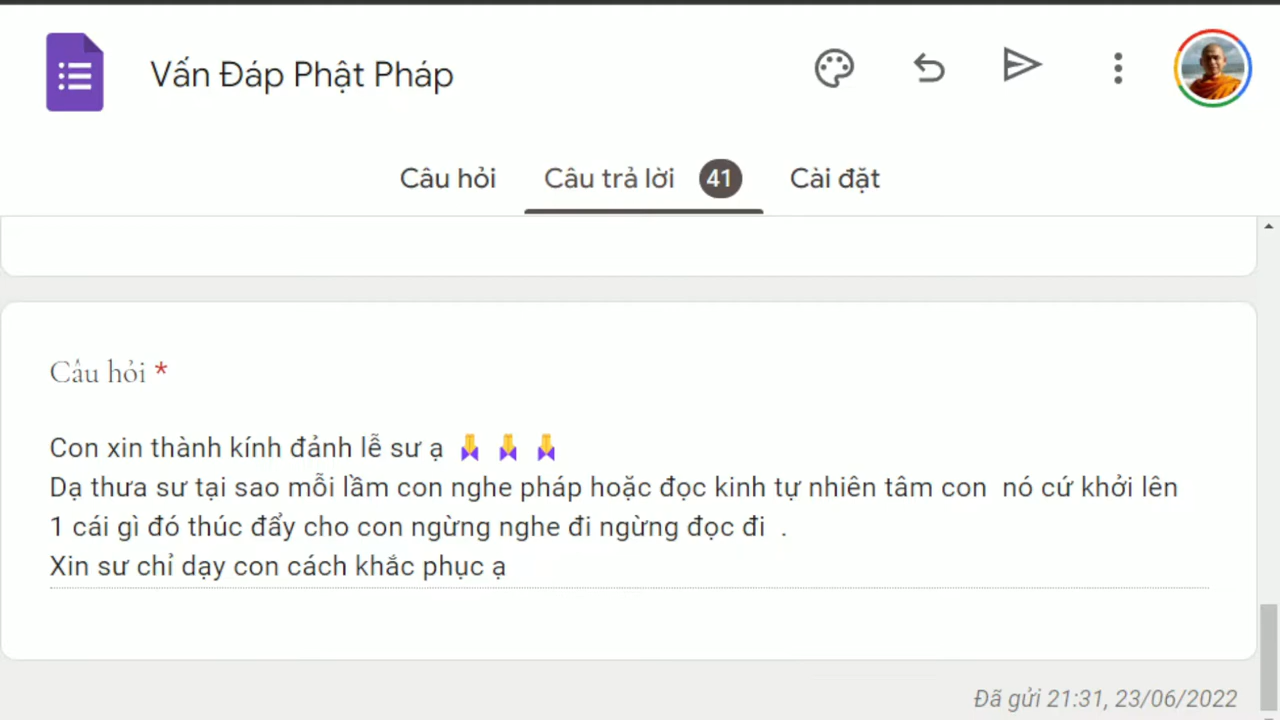 Vấn Đáp Phật Pháp
Câu hỏi Câu trả lời 41 Cài đặt
Câu hỏi *
Con xin thành kính đảnh lễ sư ạ 🙏 🙏 🙏
Dạ thưa sư tại sao mỗi lầm con nghe pháp hoặc đọc kinh tự nhiên tâm con nó cứ khởi lên
1 cái gì đó thúc đẩy cho con ngừng nghe đi ngừng đọc đi .
Xin sư chỉ dạy con cách khắc phục ạ
Đã gửi 21:31, 23/06/2022